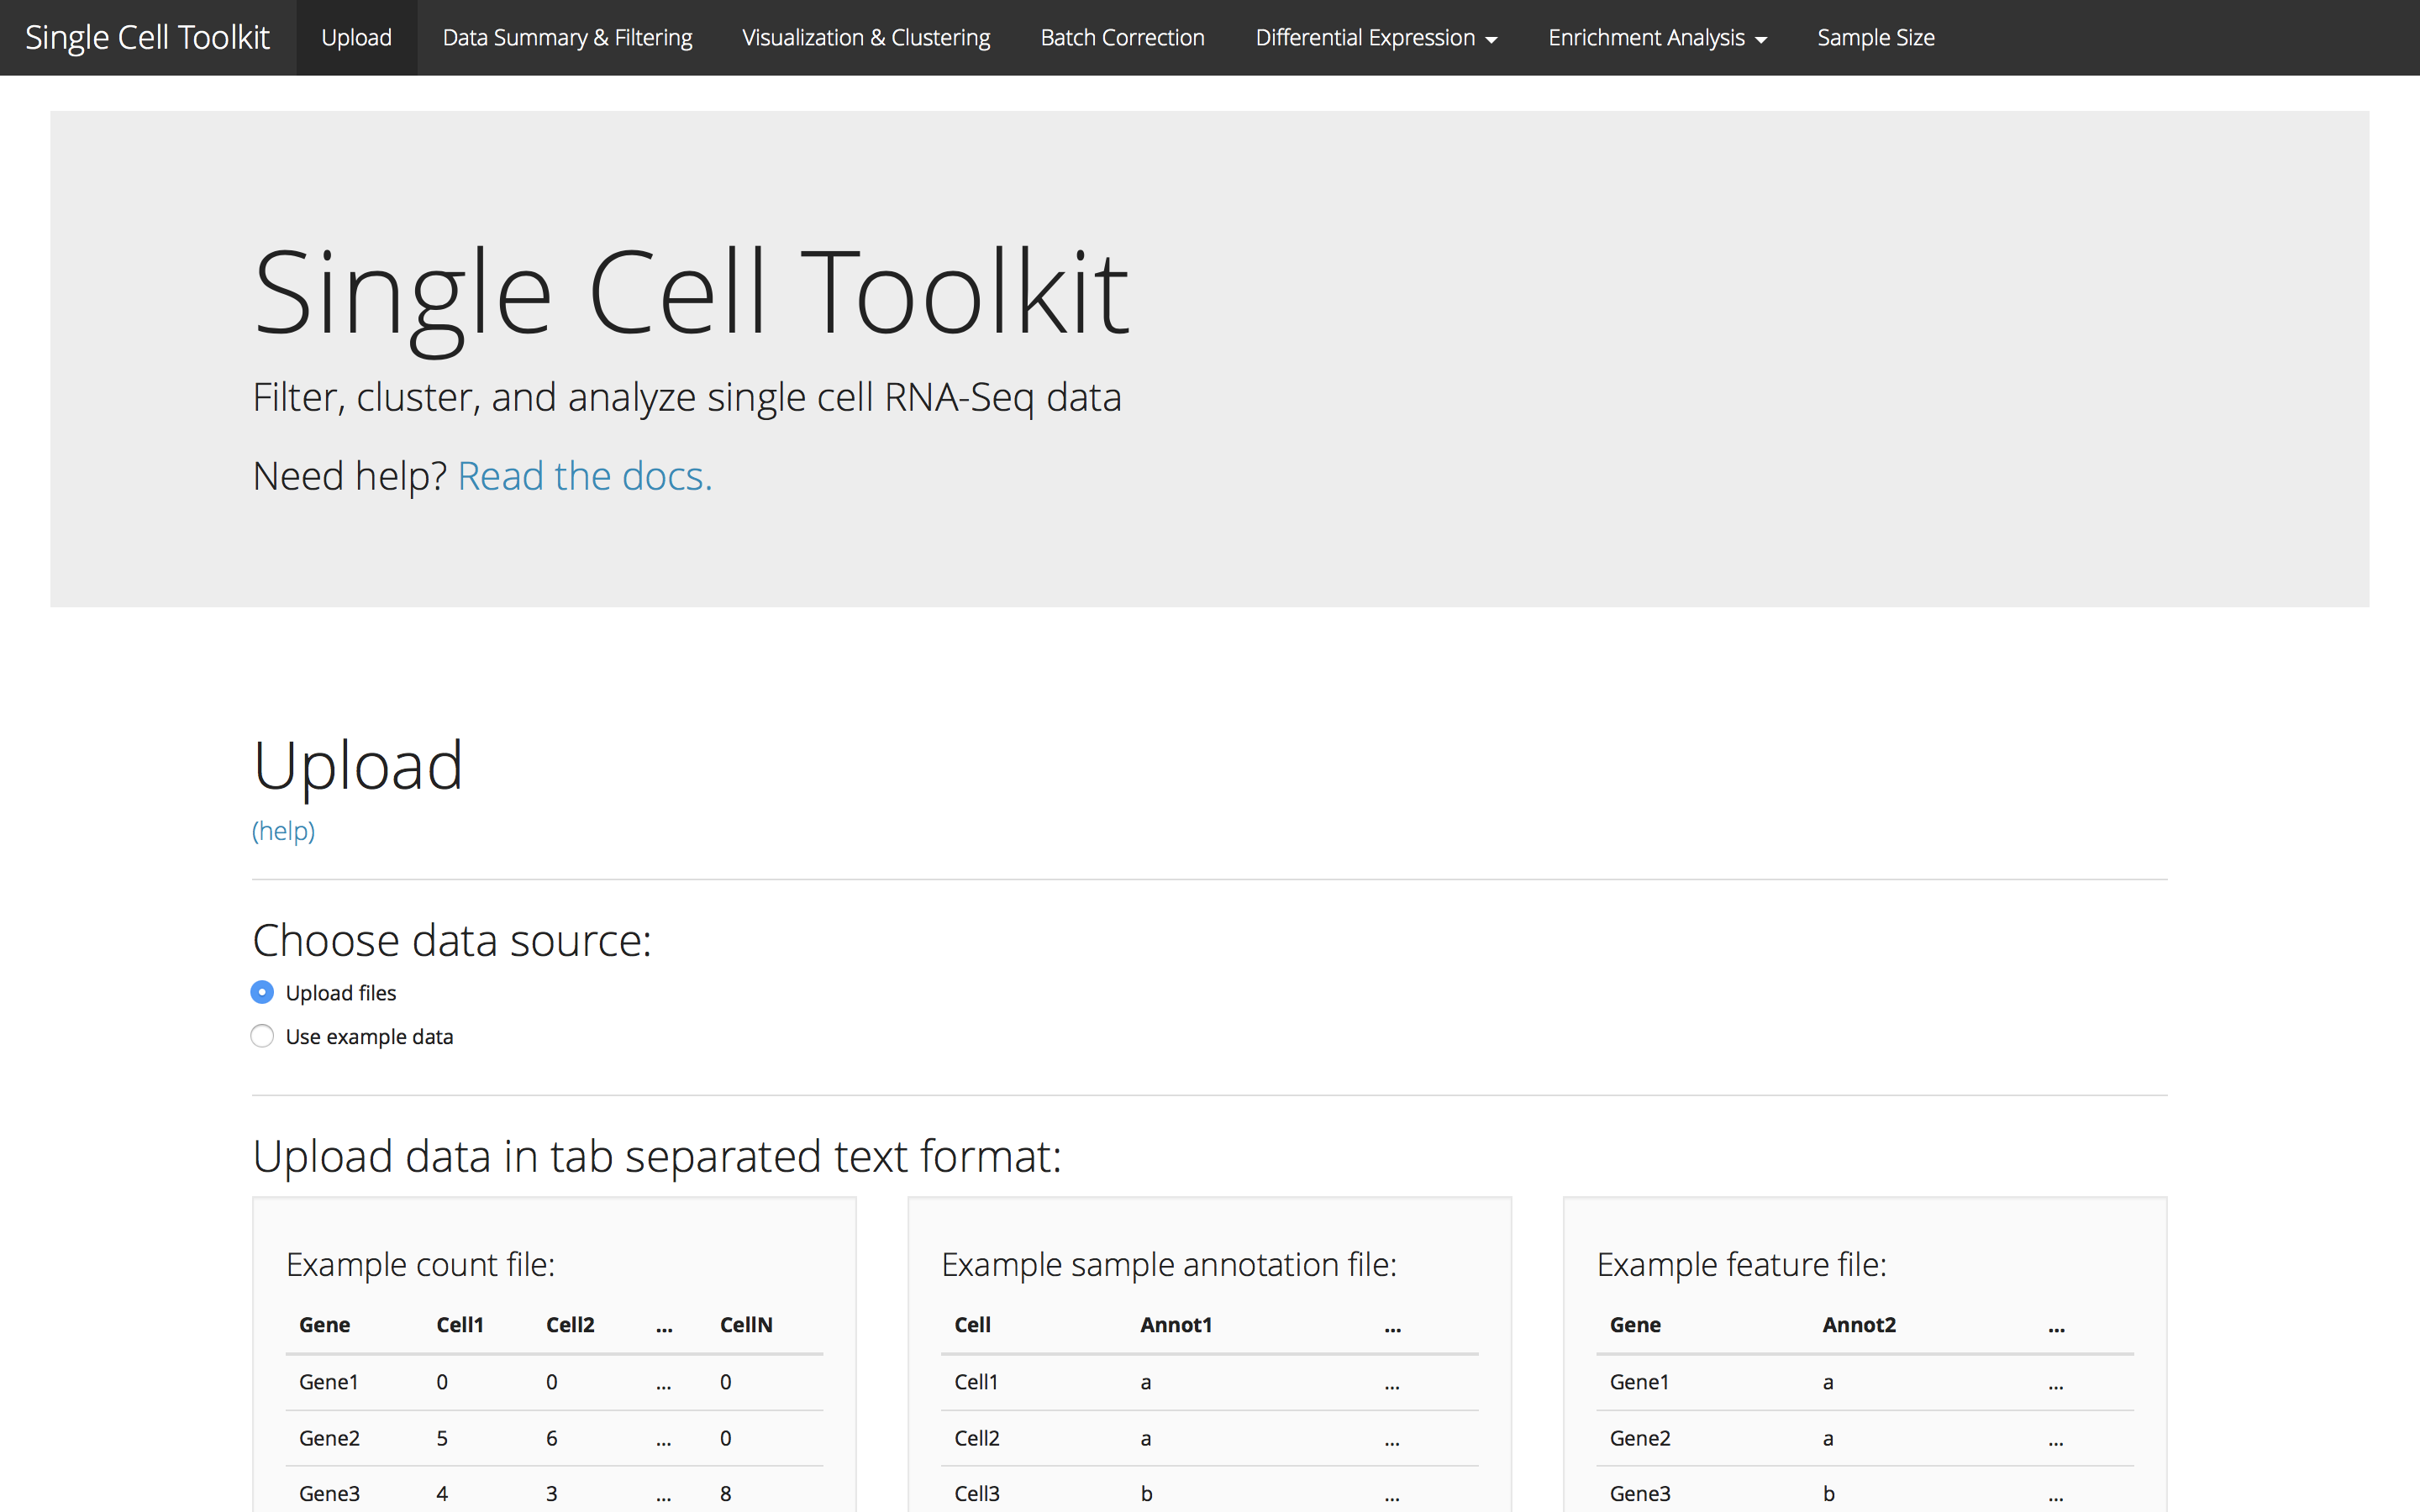 Single Cell Toolkit Upload Data Summary & Filtering Visualization & Clustering Batch Correction Differential Expression Enrichment Analysis Sample Size
Single Cell Toolkit
Filter, cluster, and analyze single cell RNA-Seq data
Need help? Read the docs.
Upload
(help)
Choose data source:
Upload files
Use example data
Upload data in tab separated text format:
Example count file:
Gene Cell1 Cell2 ... CellN
Gene1 0 0 ... 0
Gene2 5 6 ... 0
Gene3 4 3 ... 8
Example sample annotation file:
Cell Annot1 ...
Cell1 a ...
Cell2 a ...
Cell3 b ...
Example feature file:
Gene Annot2 ...
Gene1 a ...
Gene2 a ...
Gene3 b ...